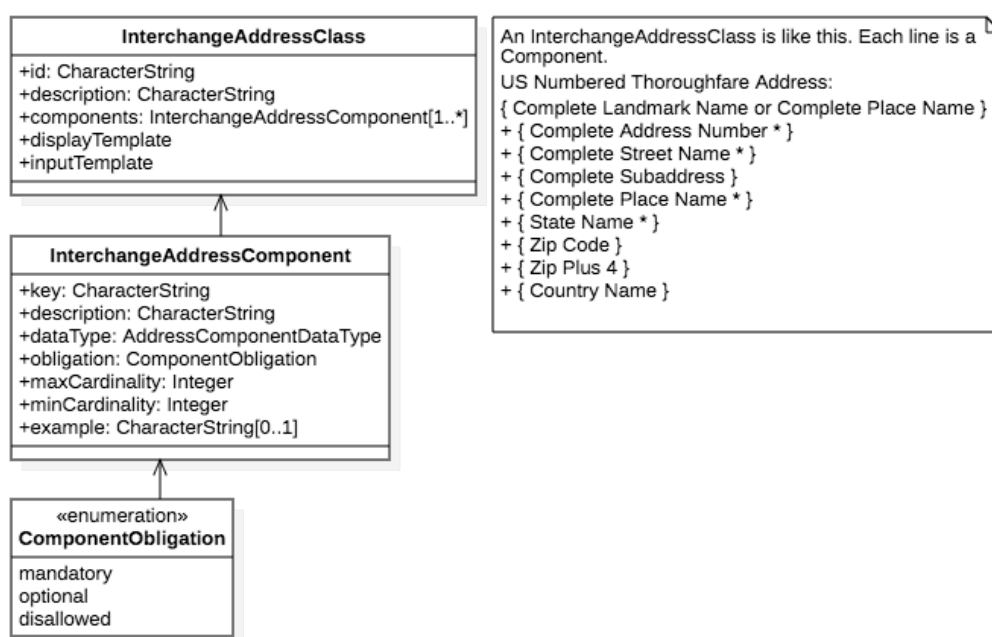 InterchangeAddressClass
+id: CharacterString
+description: CharacterString
+components: InterchangeAddressComponent[1..*]
+displayTemplate
+inputTemplate
InterchangeAddressComponent
+key: CharacterString
+description: CharacterString
+dataType: AddressComponentDataType
+obligation: ComponentObligation
+maxCardinality: Integer
+minCardinality: Integer
+example: CharacterString[0..1]
«enumeration»
ComponentObligation
mandatory
optional
disallowed
An InterchangeAddressClass is like this. Each line is a
Component.
US Numbered Thoroughfare Address:
{ Complete Landmark Name or Complete Place Name }
+ { Complete Address Number * }
+ { Complete Street Name * }
+ { Complete Subaddress }
+ { Complete Place Name * }
+ { State Name * }
+ { Zip Code }
+ { Zip Plus 4 }
+ { Country Name }